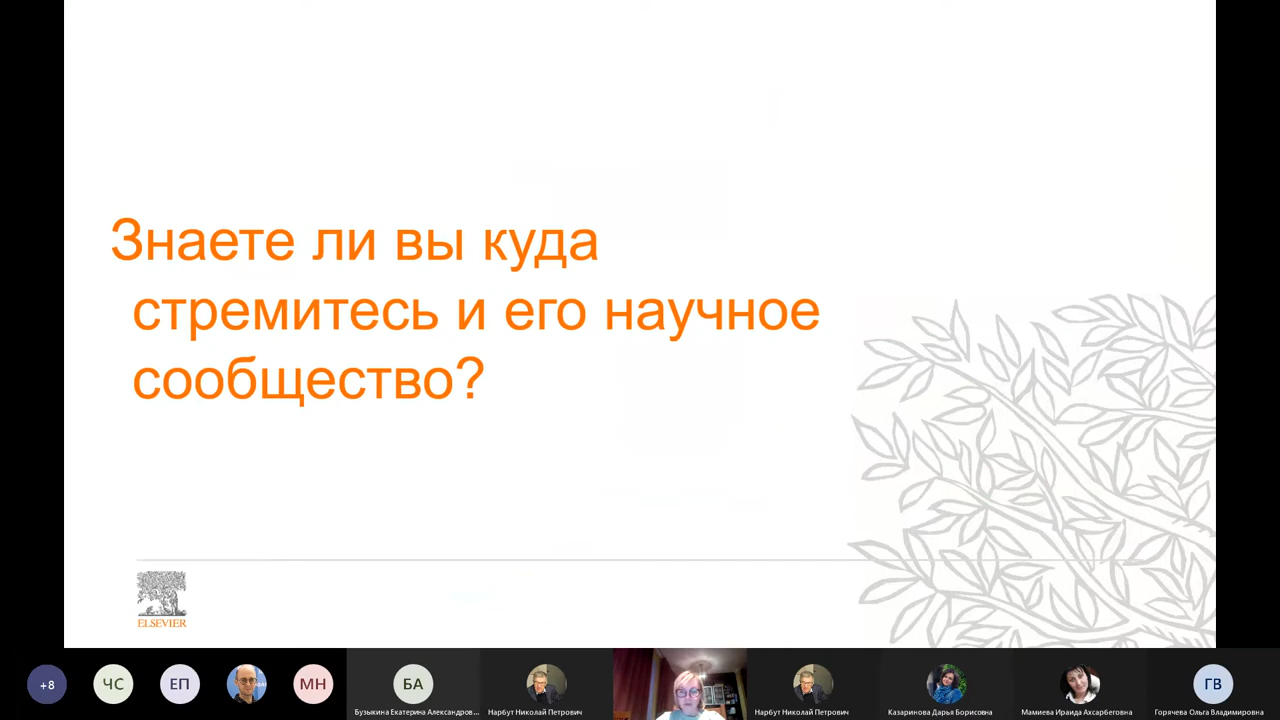 Знаете ли вы куда
стремитесь и его научное
сообщество?
ELSEVIER
+8
ЧС
ЕП
МН
БА
ГВ
Бузыкина Екатерина Александров...
Нарбут Николай Петрович
Нарбут Николай Петрович
Казаринова Дарья Борисовна
Мамиева Ираида Ахсарбеговна
Горячева Ольга Владимировна